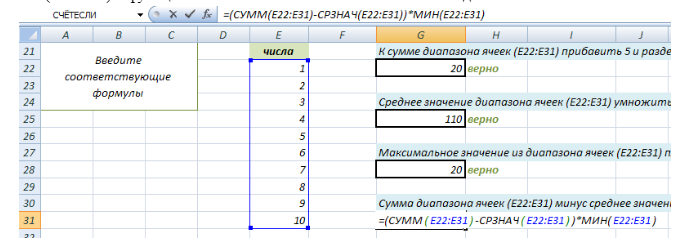 СЧЁТЕСЛИ =(СУММ(E22:E31)-СРЗНАЧ(E22:E31))*МИН(E22:E31)
A B C D E F G H I J
21 числа К сумме диапазона ячеек (E22:E31) прибавить 5 и разде
22 Введите 1 20 верно
23 соответствующие 2
24 формулы 3 Среднее значение диапазона ячеек (E22:E31) умножить
25 4 110 верно
26 5
27 6 Максимальное значение из диапазона ячеек (E22:E31) п
28 7 20 верно
29 8
30 9 Сумма диапазона ячеек (E22:E31) минус среднее значен
31 10 =(СУММ(E22:E31)-СРЗНАЧ(E22:E31))*МИН(E22:E31)